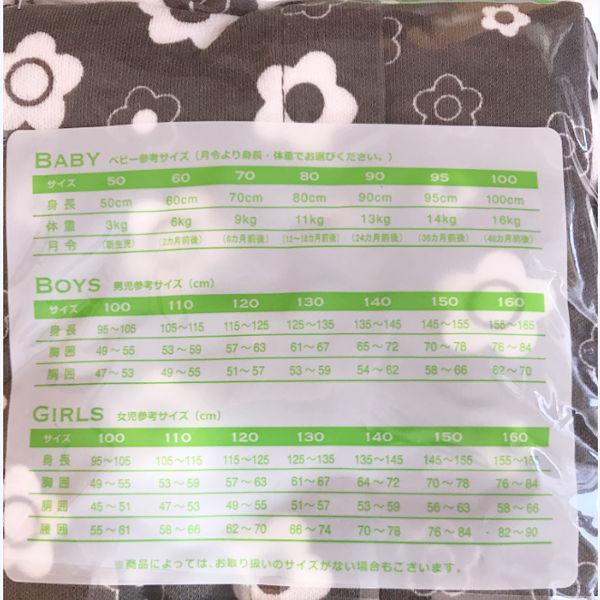 BABY ベビー参考サイズ (月令より身長・体重でお選びください。)
サイズ 50 60 70 80 90 95 100
身長 50cm 60cm 70cm 80cm 90cm 95cm 100cm
体重 3kg 6kg 9kg 11kg 13kg 14kg 16kg
月令 (新生児) (2カ月前後) (6カ月前後) (12〜18カ月前後) (24カ月前後) (36カ月前後) (48カ月前後)
BOYS 男児参考サイズ (cm)
サイズ 100 110 120 130 140 150 160
身長 95〜105 105〜115 115〜125 125〜135 135〜145 145〜155 155〜165
胸囲 49〜55 53〜59 57〜63 61〜67 65〜72 70〜78 76〜84
胴囲 47〜53 49〜55 51〜57 53〜59 54〜62 58〜66 62〜70
GIRLS 女児参考サイズ (cm)
サイズ 100 110 120 130 140 150 160
身長 95〜105 105〜115 115〜125 125〜135 135〜145 145〜155 155〜165
胸囲 49〜55 53〜59 57〜63 61〜67 64〜72 70〜78 76〜84
胴囲 45〜51 47〜53 49〜55 51〜57 53〜59 56〜63 58〜66
腰囲 55〜61 58〜66 62〜70 66〜74 70〜78 76〜84 82〜90
※商品によっては、お取り扱いのサイズがない場合もございます。